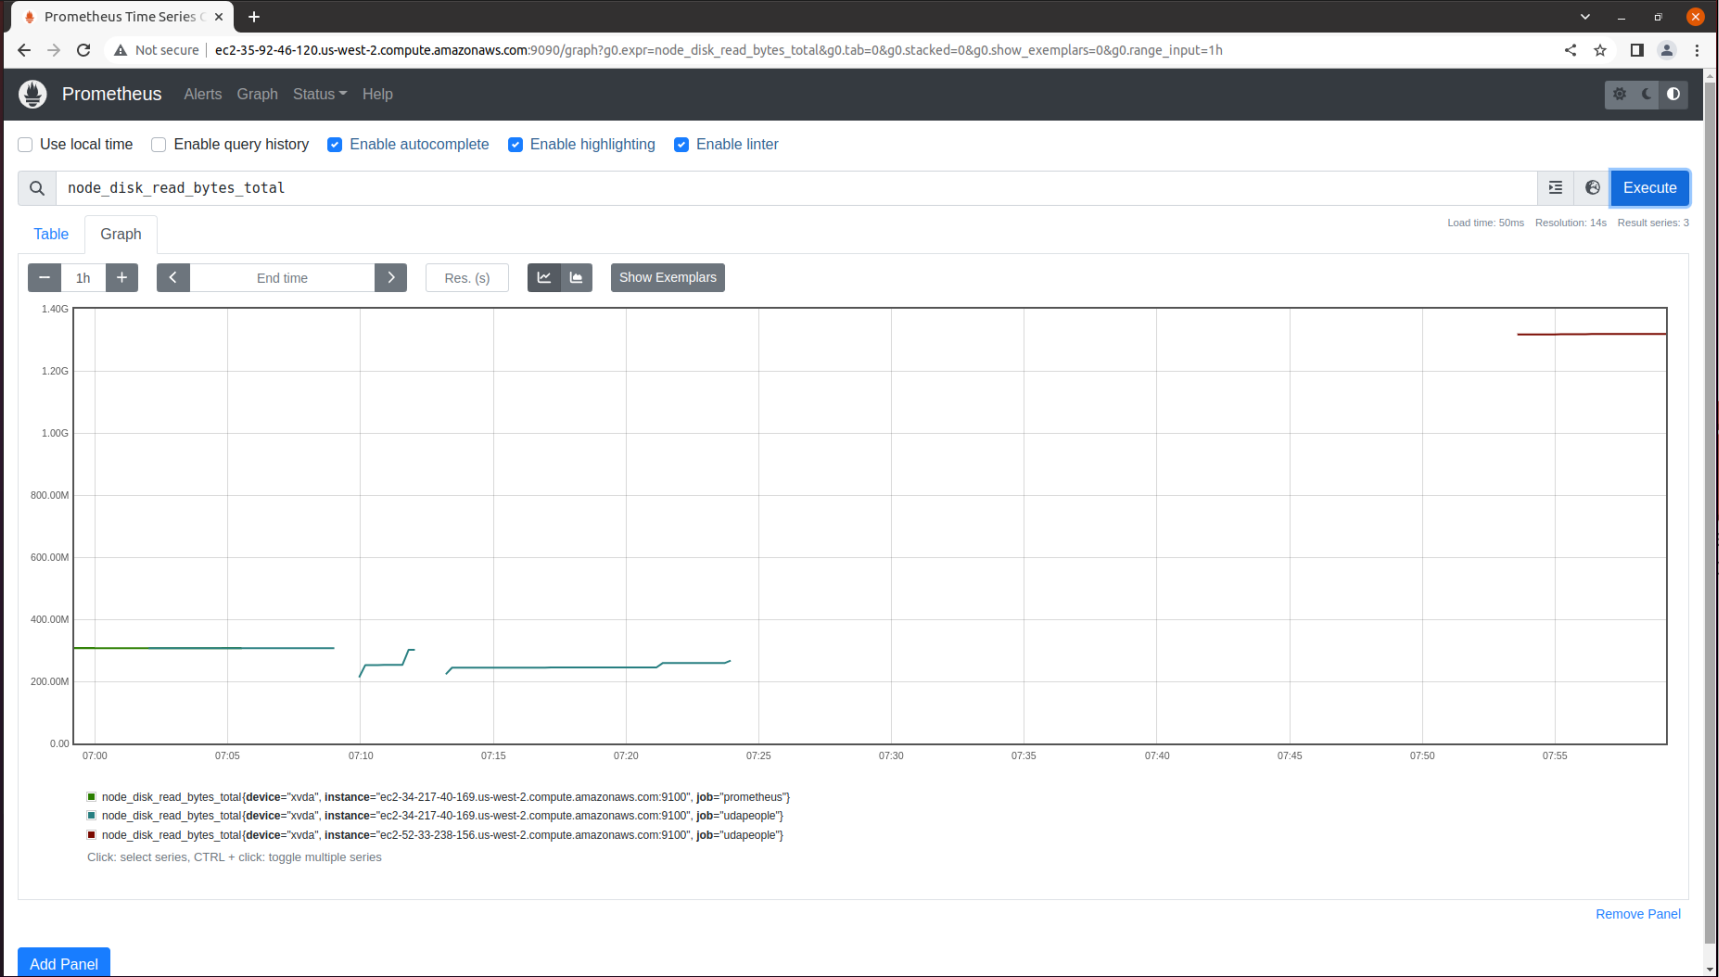 Prometheus Time Series C
Not secure ec2-35-92-46-120.us-west-2.compute.amazonaws.com:9090/graph?g0.expr=node_disk_read_bytes_total&g0.tab=0&g0.stacked=0&g0.show_exemplars=0&g0.range_input=1h
Prometheus Alerts Graph Status Help
Use local time Enable query history Enable autocomplete Enable highlighting Enable linter
node_disk_read_bytes_total Execute
Load time: 50ms Resolution: 14s Result series: 3
Table Graph
1h End time Res. (s) Show Exemplars
1.40G
1.20G
1.00G
800.00M
600.00M
400.00M
200.00M
0.00
07:00 07:05 07:10 07:15 07:20 07:25 07:30 07:35 07:40 07:45 07:50 07:55
node_disk_read_bytes_total{device="xvda", instance="ec2-34-217-40-169.us-west-2.compute.amazonaws.com:9100", job="prometheus"}
node_disk_read_bytes_total{device="xvda", instance="ec2-34-217-40-169.us-west-2.compute.amazonaws.com:9100", job="udapeople"}
node_disk_read_bytes_total{device="xvda", instance="ec2-52-33-238-156.us-west-2.compute.amazonaws.com:9100", job="udapeople"}
Click: select series, CTRL + click: toggle multiple series
Remove Panel
Add Panel